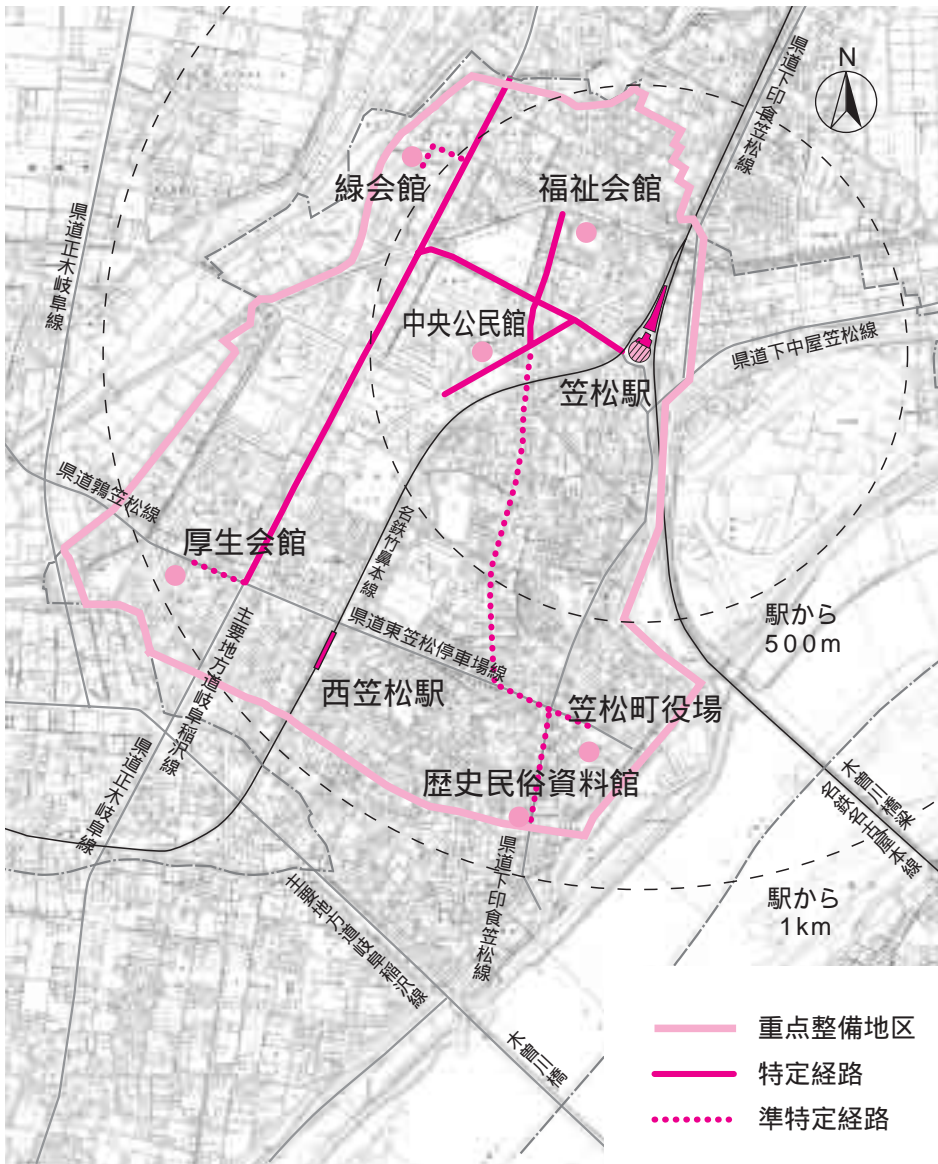 N
県道下印食笠松線
緑会館
福祉会館
県道正木岐阜線
中央公民館
笠松駅
県道下中屋笠松線
県道鶉笠松線
厚生会館
名鉄竹鼻本線
主要地方道岐阜稲沢線
県道東笠松停車場線
駅から
500m
西笠松駅
笠松町役場
歴史民俗資料館
県道正木岐阜線
木曽川橋梁
名鉄名古屋本線
県道下印食笠松線
主要地方道岐阜稲沢線
駅から
1km
木曽川橋
重点整備地区
特定経路
準特定経路